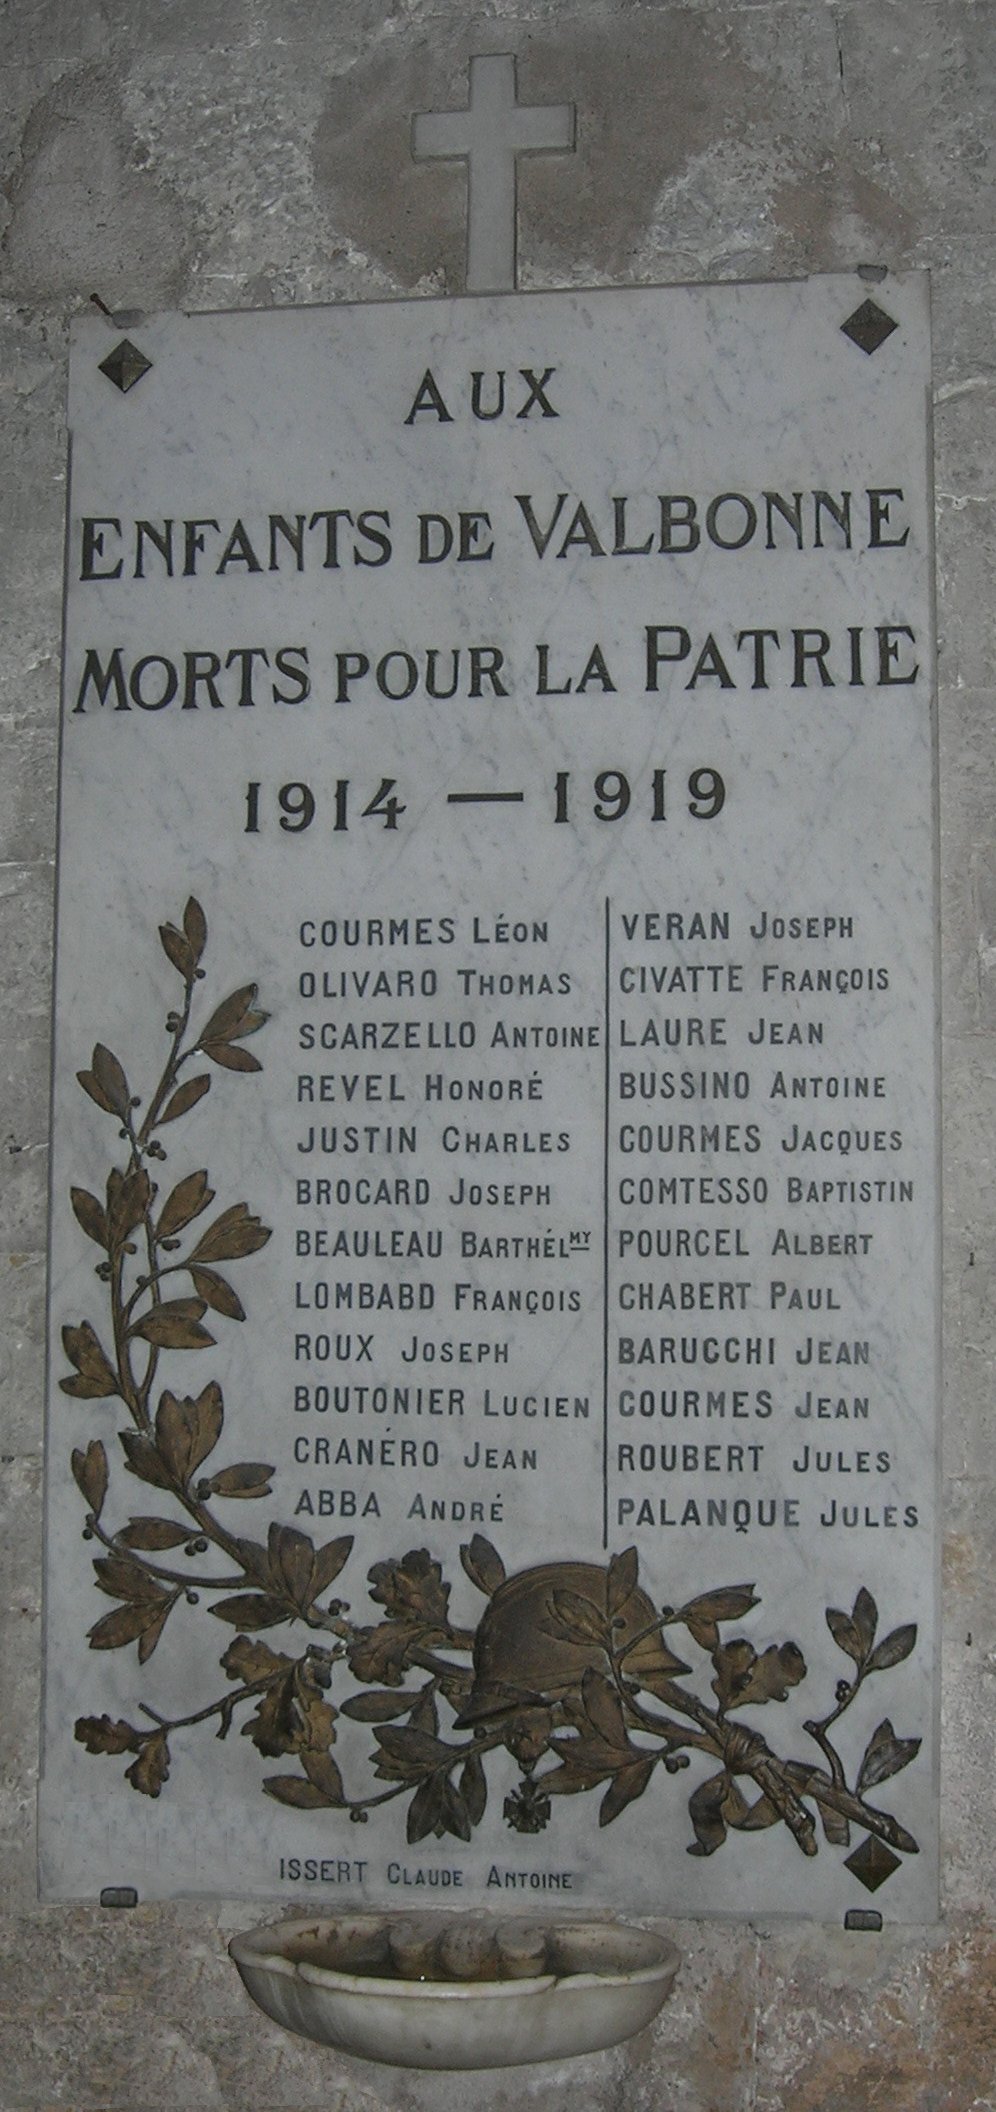 AUX
ENFANTS DE VALBONNE
MORTS POUR LA PATRIE
1914 — 1919
COURMES LÉON
OLIVARO THOMAS
SCARZELLO ANTOINE
REVEL HONORÉ
JUSTIN CHARLES
BROCARD JOSEPH
BEAULEAU BARTHÉLMY
LOMBABD FRANÇOIS
ROUX JOSEPH
BOUTONIER LUCIEN
CRANÉRO JEAN
ABBA ANDRÉ
VERAN JOSEPH
CIVATTE FRANÇOIS
LAURE JEAN
BUSSINO ANTOINE
COURMES JACQUES
COMTESSO BAPTISTIN
POURCEL ALBERT
CHABERT PAUL
BARUCCHI JEAN
COURMES JEAN
ROUBERT JULES
PALANQUE JULES
ISSERT CLAUDE ANTOINE